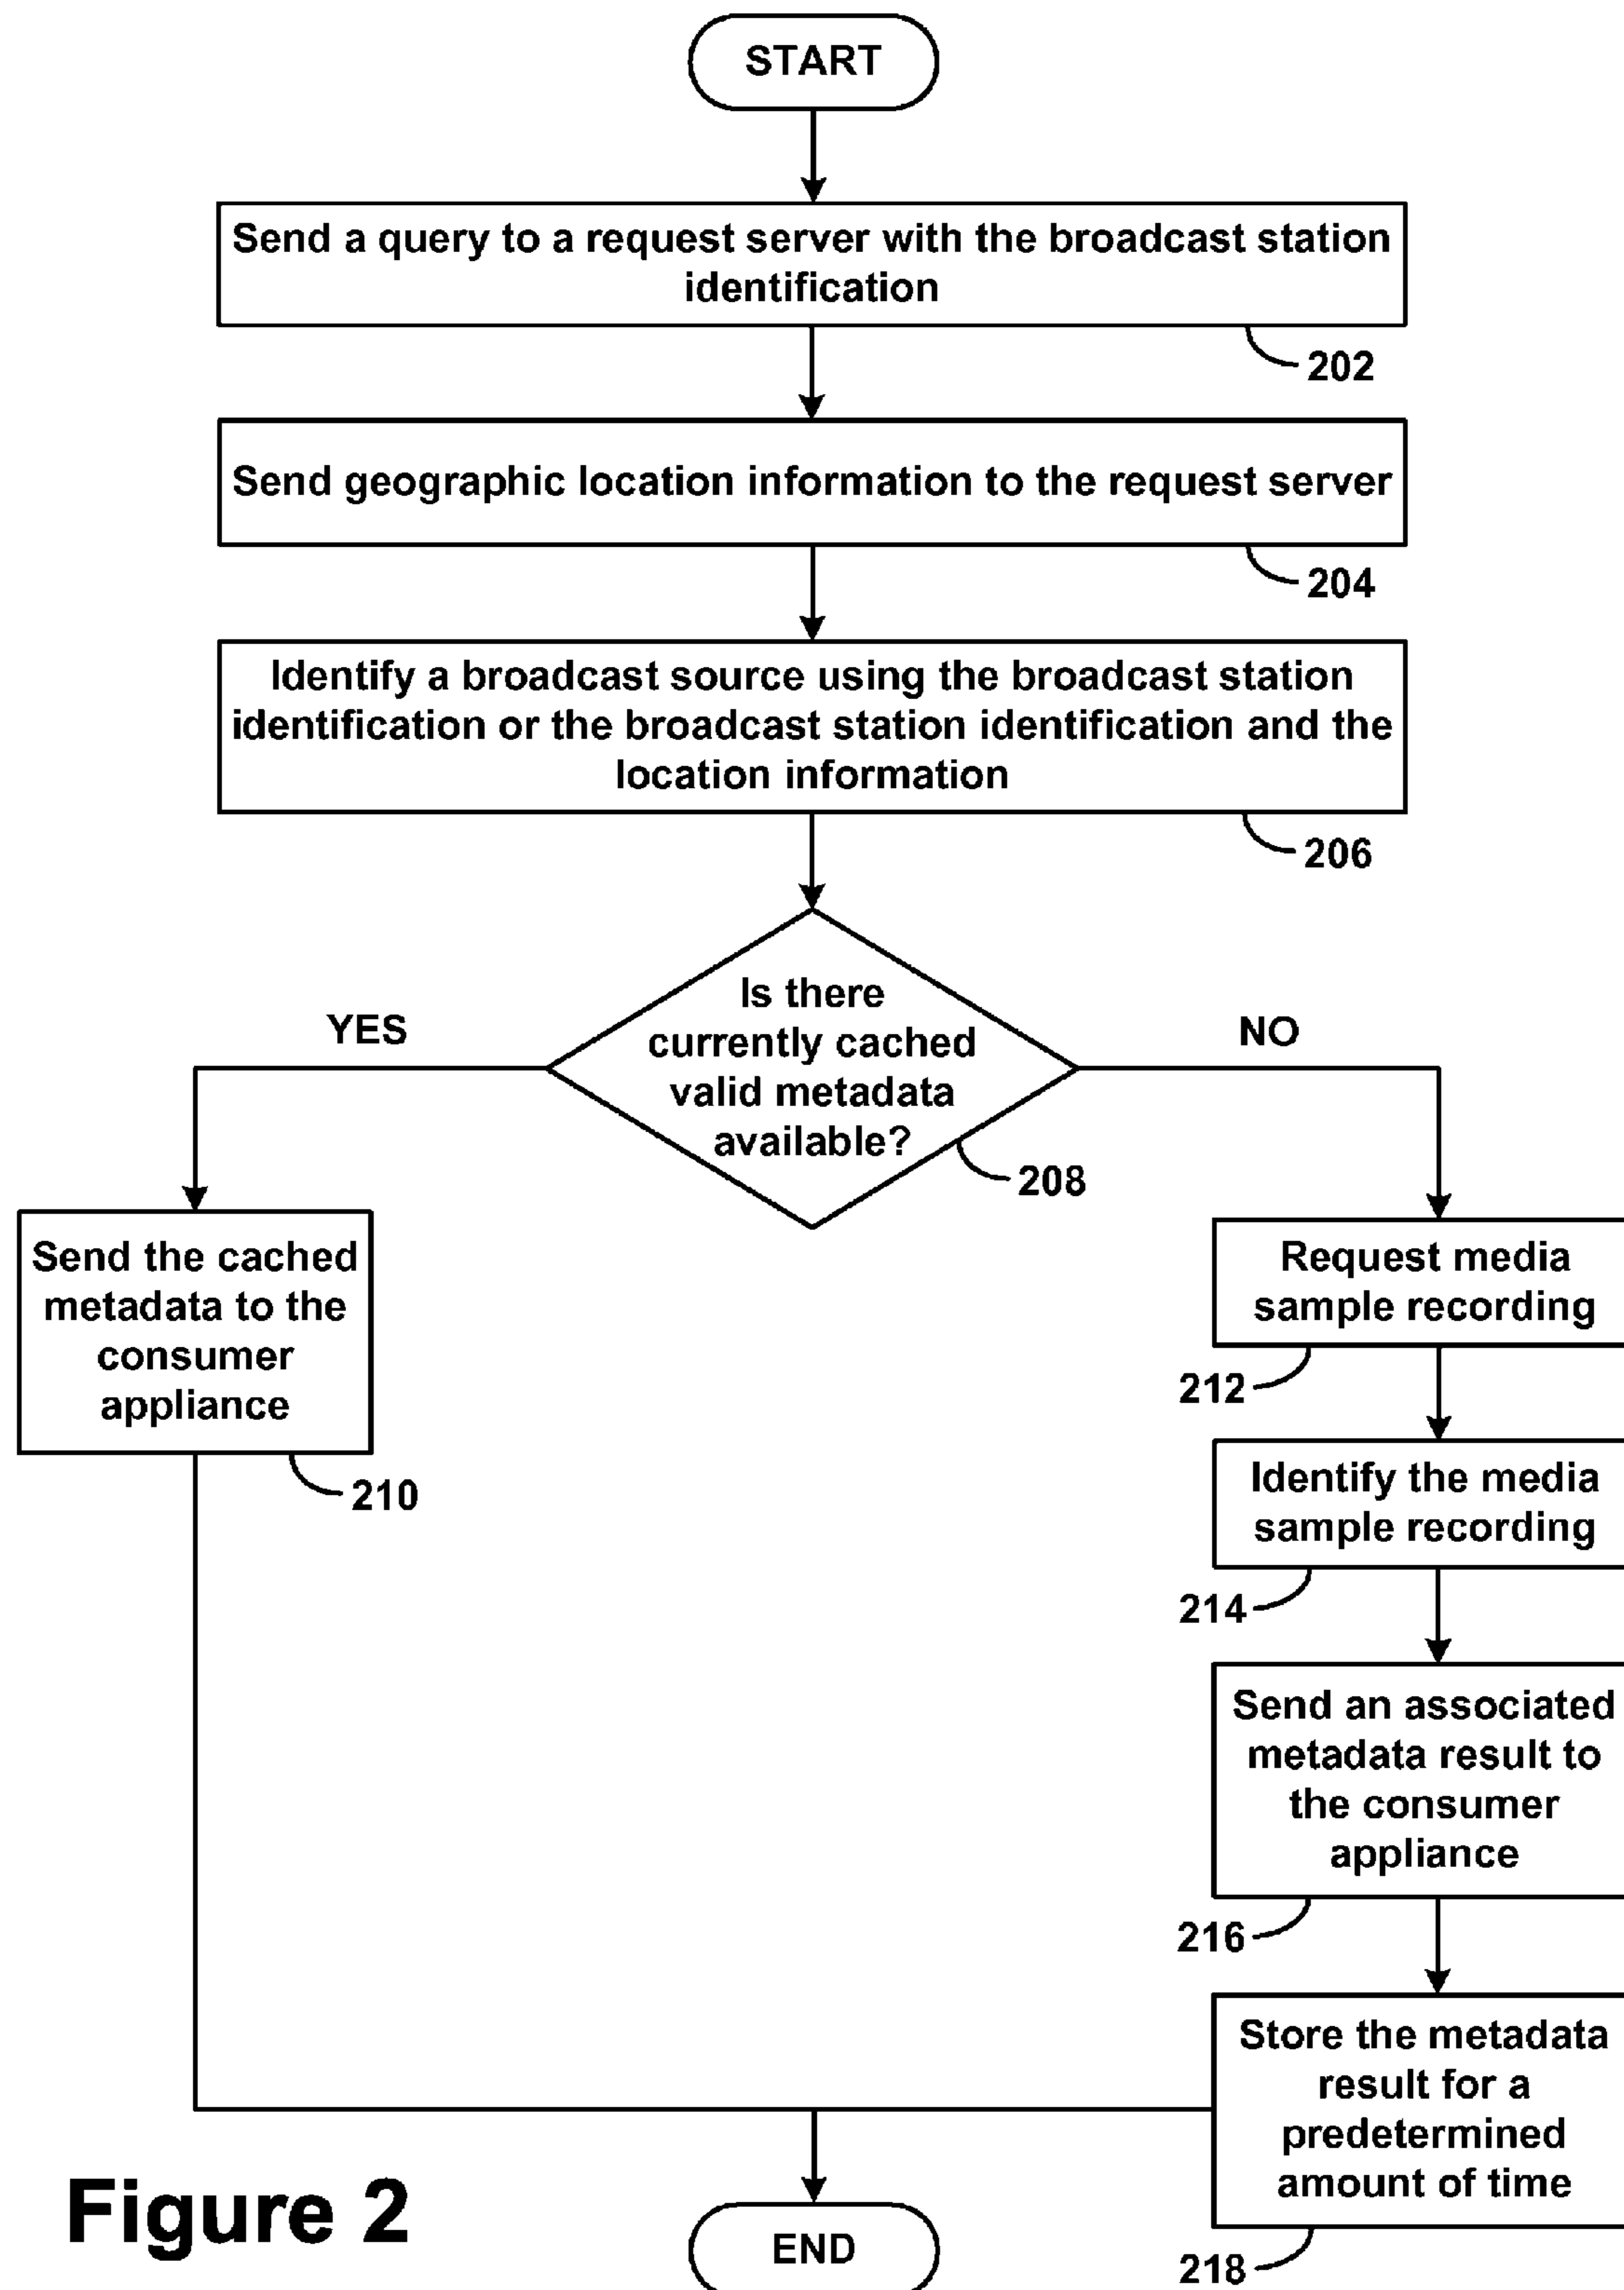 START
Send a query to a request server with the broadcast station
identification
202
Send geographic location information to the request server
204
Identify a broadcast source using the broadcast station
identification or the broadcast station identification and the
location information
206
Is there
currently cached
valid metadata
available?
208
YES
NO
Send the cached
metadata to the
consumer
appliance
210
Request media
sample recording
212
Identify the media
sample recording
214
Send an associated
metadata result to
the consumer
appliance
216
Store the metadata
result for a
predetermined
amount of time
218
END
Figure 2